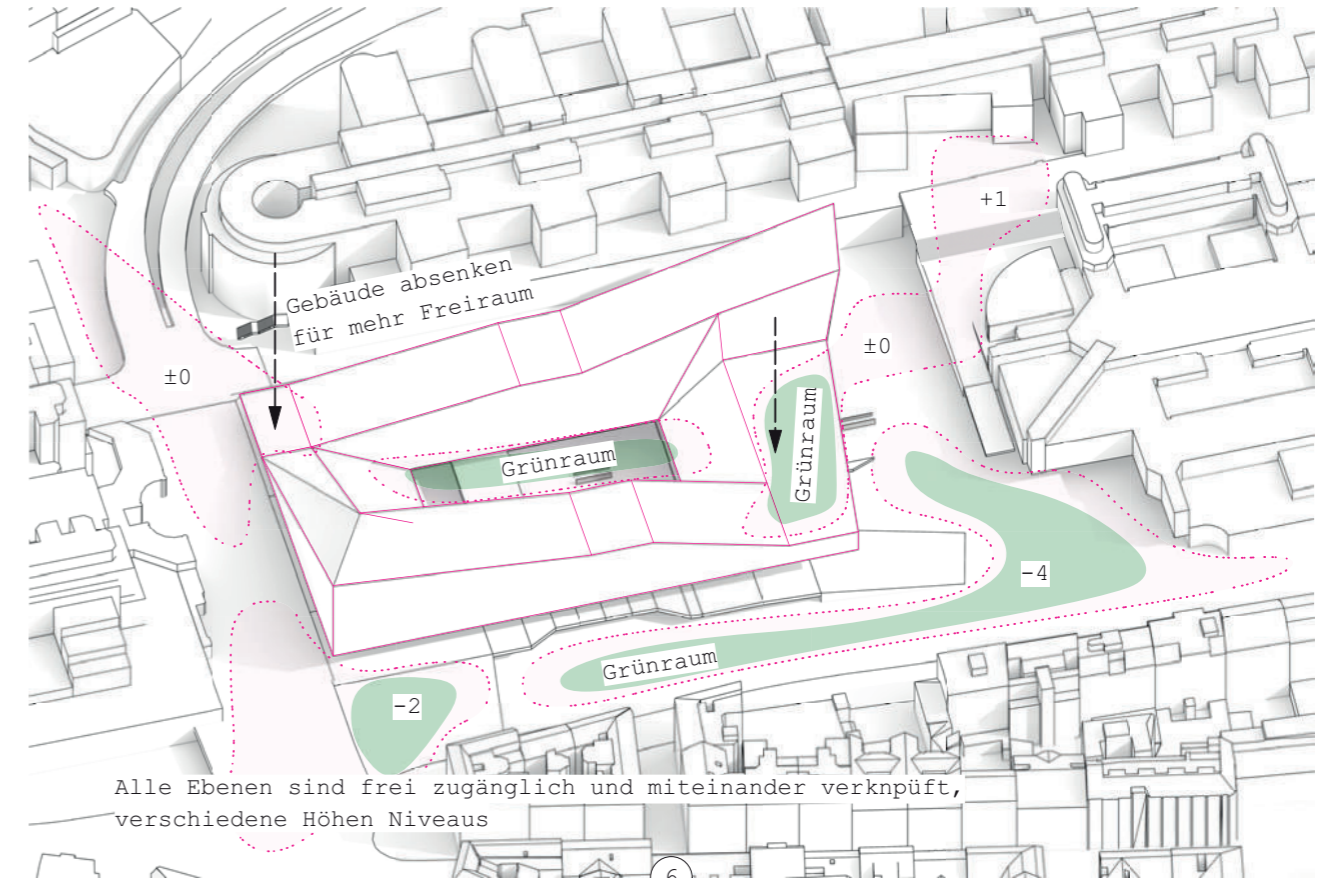 +1
Gebäude absenken
für mehr Freiraum
±0
±0
Grünraum
Grünraum
-4
Grünraum
-2
Alle Ebenen sind frei zugänglich und miteinander verknpüft,
verschiedene Höhen Niveaus
6